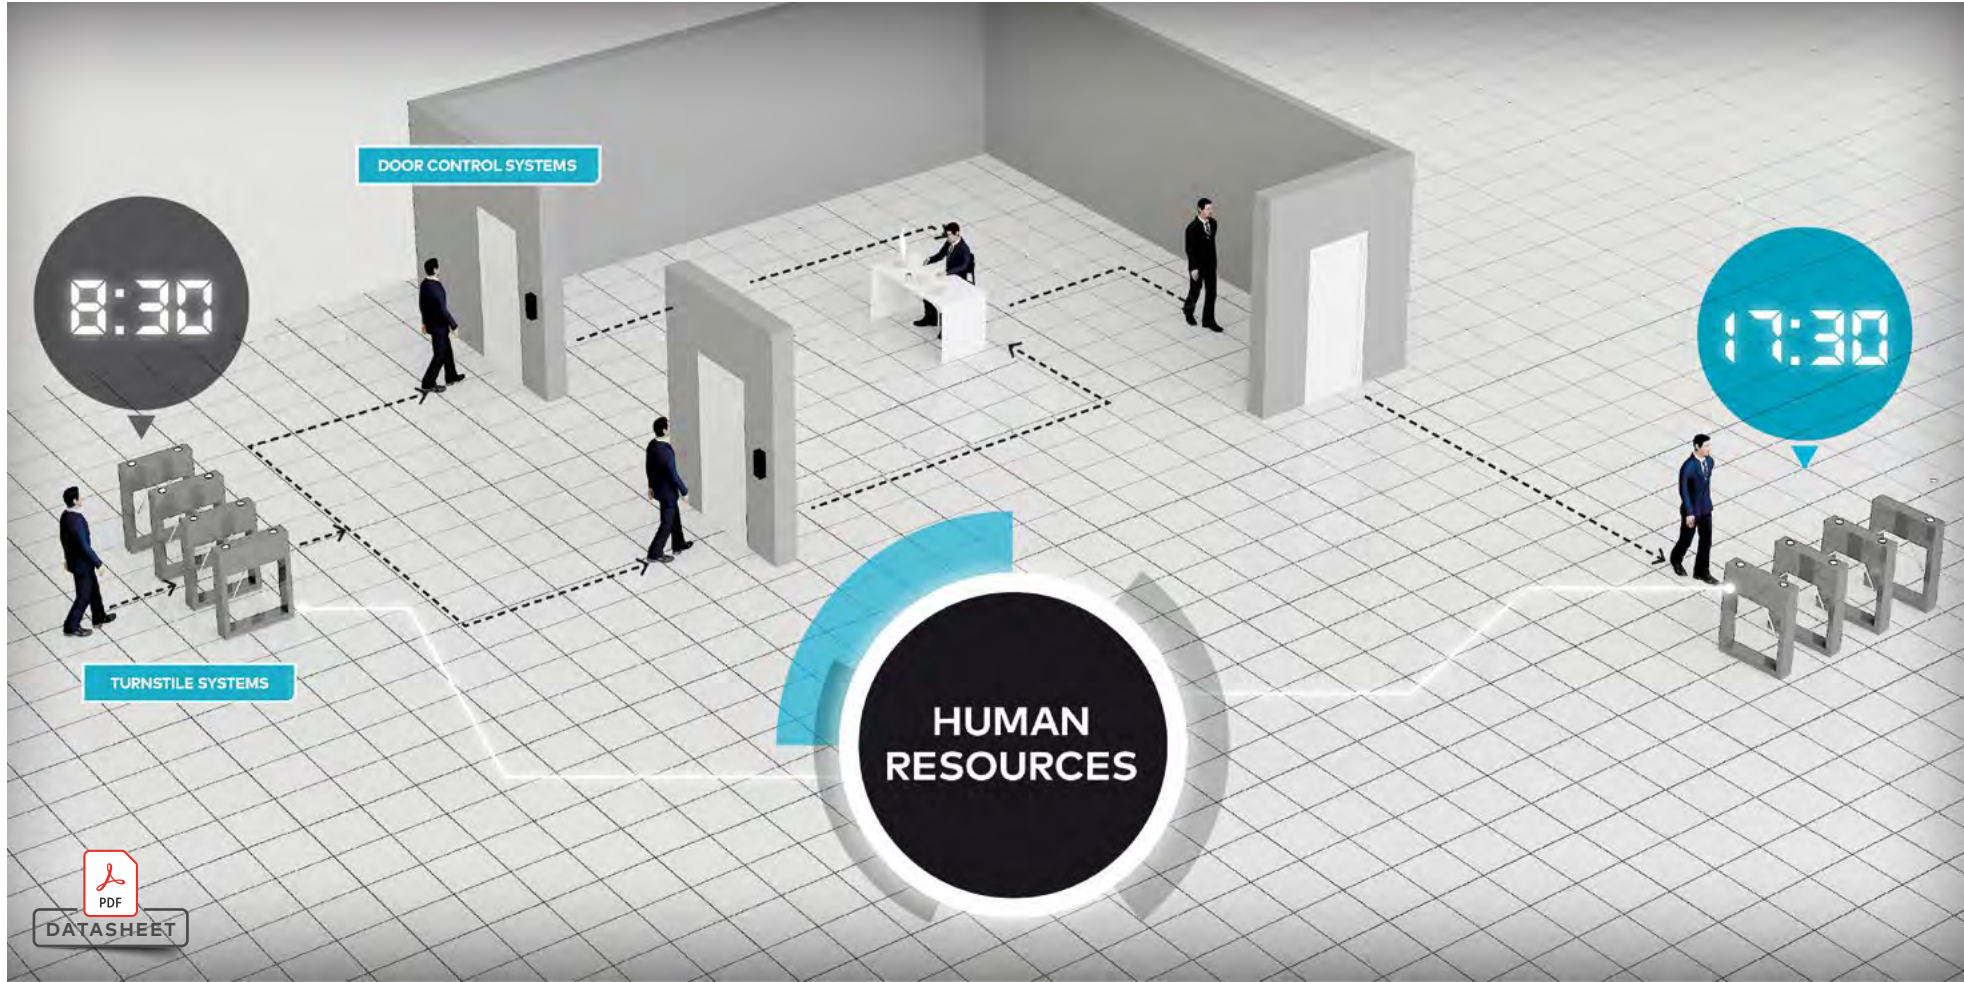 DOOR CONTROL SYSTEMS
8:30
17:30
TURNSTILE SYSTEMS
HUMAN
RESOURCES
PDF
DATASHEET